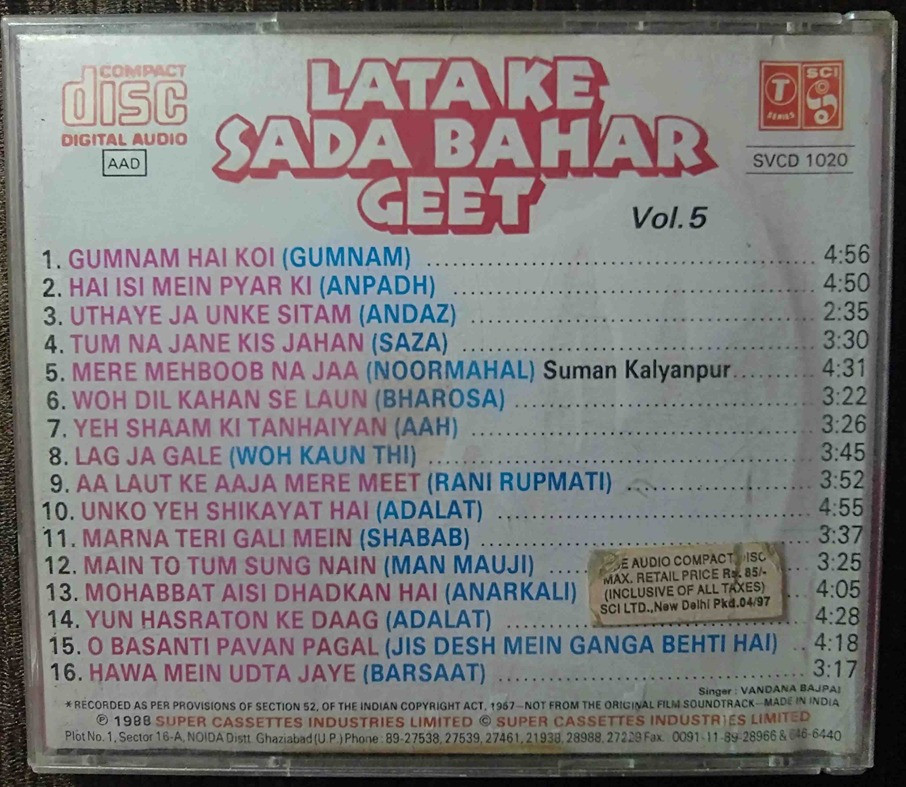 COMPACT
disc
DIGITAL AUDIO
AAD
LATA KE
SADA BAHAR
GEET
Vol.5
T
SERIES
SCI
SVCD 1020
1. GUMNAM HAI KOI (GUMNAM) 4:56
2. HAI ISI MEIN PYAR KI (ANPADH) 4:50
3. UTHAYE JA UNKE SITAM (ANDAZ) 2:35
4. TUM NA JANE KIS JAHAN (SAZA) 3:30
5. MERE MEHBOOB NA JAA (NOORMAHAL) Suman Kalyanpur 4:31
6. WOH DIL KAHAN SE LAUN (BHAROSA) 3:22
7. YEH SHAAM KI TANHAIYAN (AAH) 3:26
8. LAG JA GALE (WOH KAUN THI) 3:45
9. AA LAUT KE AAJA MERE MEET (RANI RUPMATI) 3:52
10. UNKO YEH SHIKAYAT HAI (ADALAT) 4:55
11. MARNA TERI GALI MEIN (SHABAB) 3:37
12. MAIN TO TUM SUNG NAIN (MAN MAUJI) 3:25
13. MOHABBAT AISI DHADKAN HAI (ANARKALI) 4:05
14. YUN HASRATON KE DAAG (ADALAT) 4:28
15. O BASANTI PAVAN PAGAL (JIS DESH MEIN GANGA BEHTI HAI) 4:18
16. HAWA MEIN UDTA JAYE (BARSAAT) 3:17
AUDIO COMPACT DISC
MAX. RETAIL PRICE Rs. 85/-
(INCLUSIVE OF ALL TAXES)
SCI LTD., New Delhi Pkd.04/97
Singer : VANDANA BAJPAI
*RECORDED AS PER PROVISIONS OF SECTION 52, OF THE INDIAN COPYRIGHT ACT, 1957—NOT FROM THE ORIGINAL FILM SOUNDTRACK—MADE IN INDIA
℗ 1988 SUPER CASSETTES INDUSTRIES LIMITED © SUPER CASSETTES INDUSTRIES LIMITED
Plot No.1, Sector 16-A, NOIDA Distt. Ghaziabad (U.P.) Phone : 89-27538, 27539, 27461, 21938, 28988, 27229 Fax. 0091-11-89-28966 & 646-6440